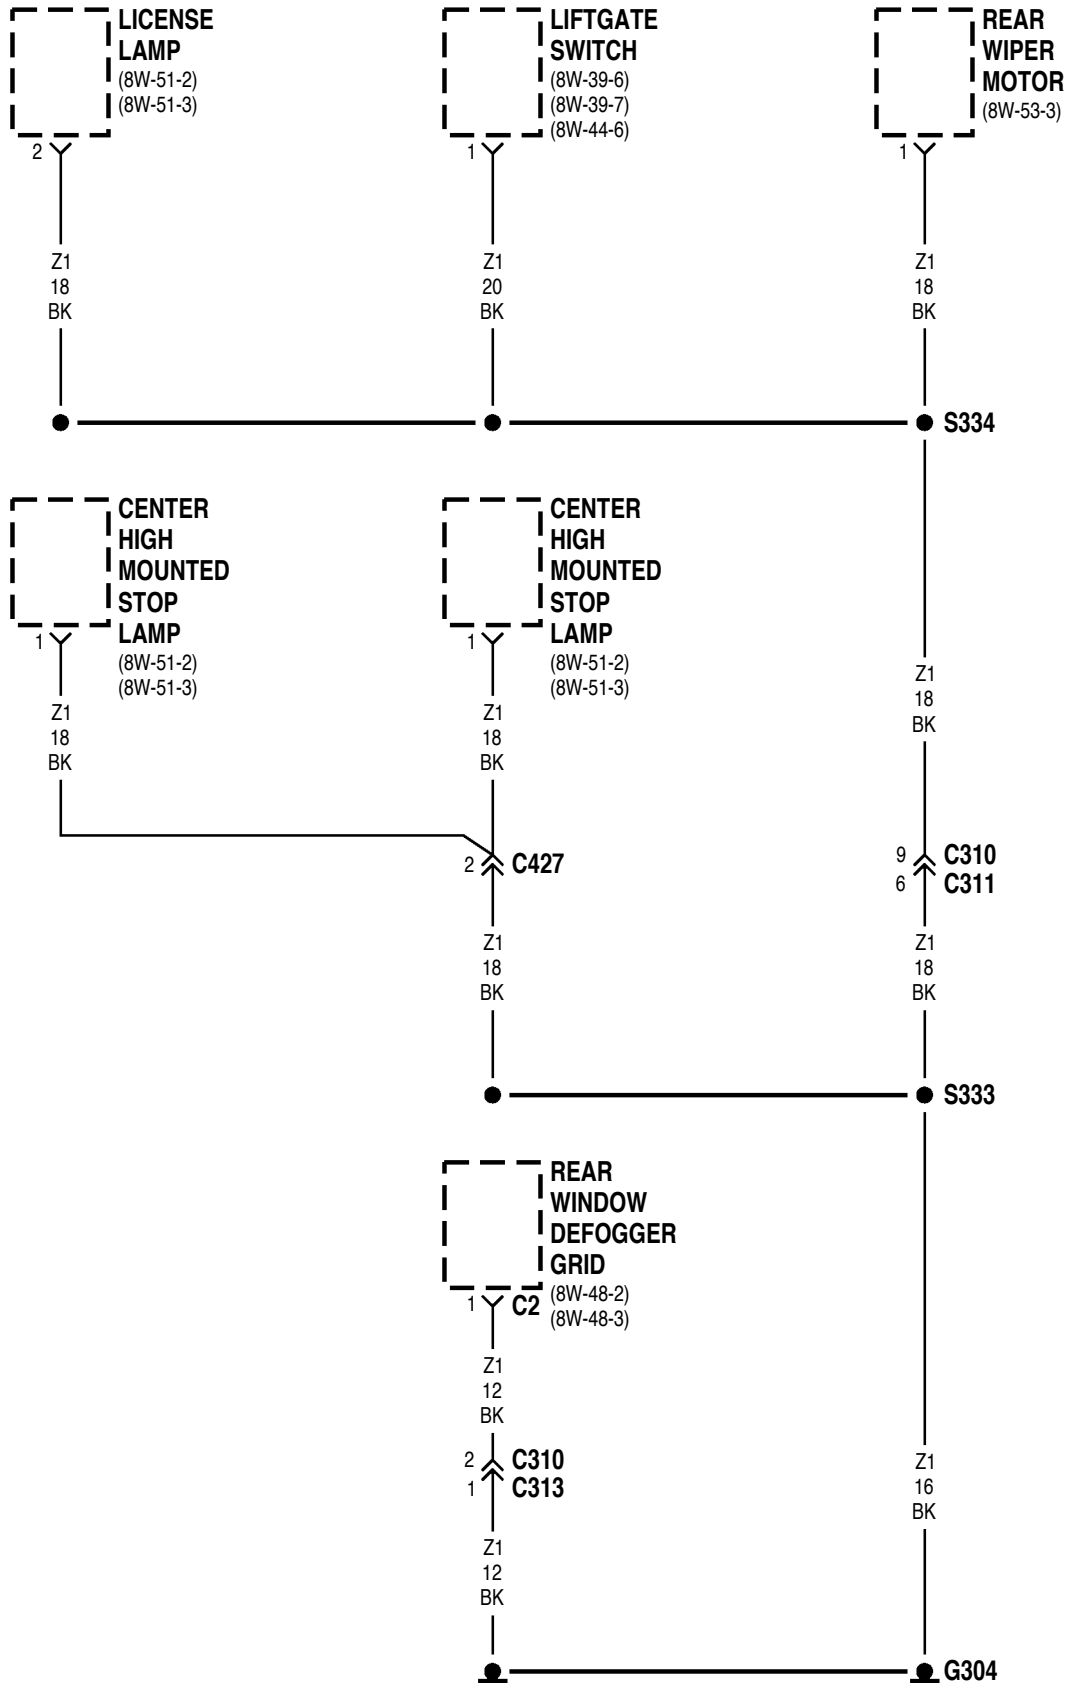 LICENSE
LAMP
(8W-51-2)
(8W-51-3)
2
LIFTGATE
SWITCH
(8W-39-6)
(8W-39-7)
(8W-44-6)
1
REAR
WIPER
MOTOR
(8W-53-3)
1
Z1
18
BK
Z1
20
BK
Z1
18
BK
S334
CENTER
HIGH
MOUNTED
STOP
LAMP
(8W-51-2)
(8W-51-3)
1
CENTER
HIGH
MOUNTED
STOP
LAMP
(8W-51-2)
(8W-51-3)
1
Z1
18
BK
Z1
18
BK
Z1
18
BK
2 C427
9 C310
6 C311
Z1
18
BK
Z1
18
BK
S333
REAR
WINDOW
DEFOGGER
GRID
(8W-48-2)
(8W-48-3)
1 C2
Z1
12
BK
2 C310
1 C313
Z1
16
BK
Z1
12
BK
G304